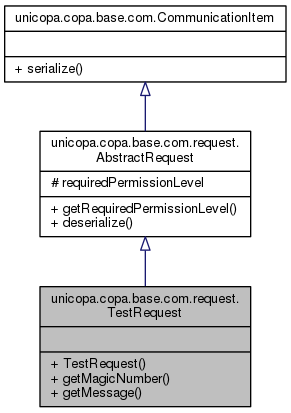 unicopa.copa.base.com.CommunicationItem
+ serialize()
unicopa.copa.base.com.request.
AbstractRequest
# requiredPermissionLevel
+ getRequiredPermissionLevel()
+ deserialize()
unicopa.copa.base.com.request.
TestRequest
+ TestRequest()
+ getMagicNumber()
+ getMessage()